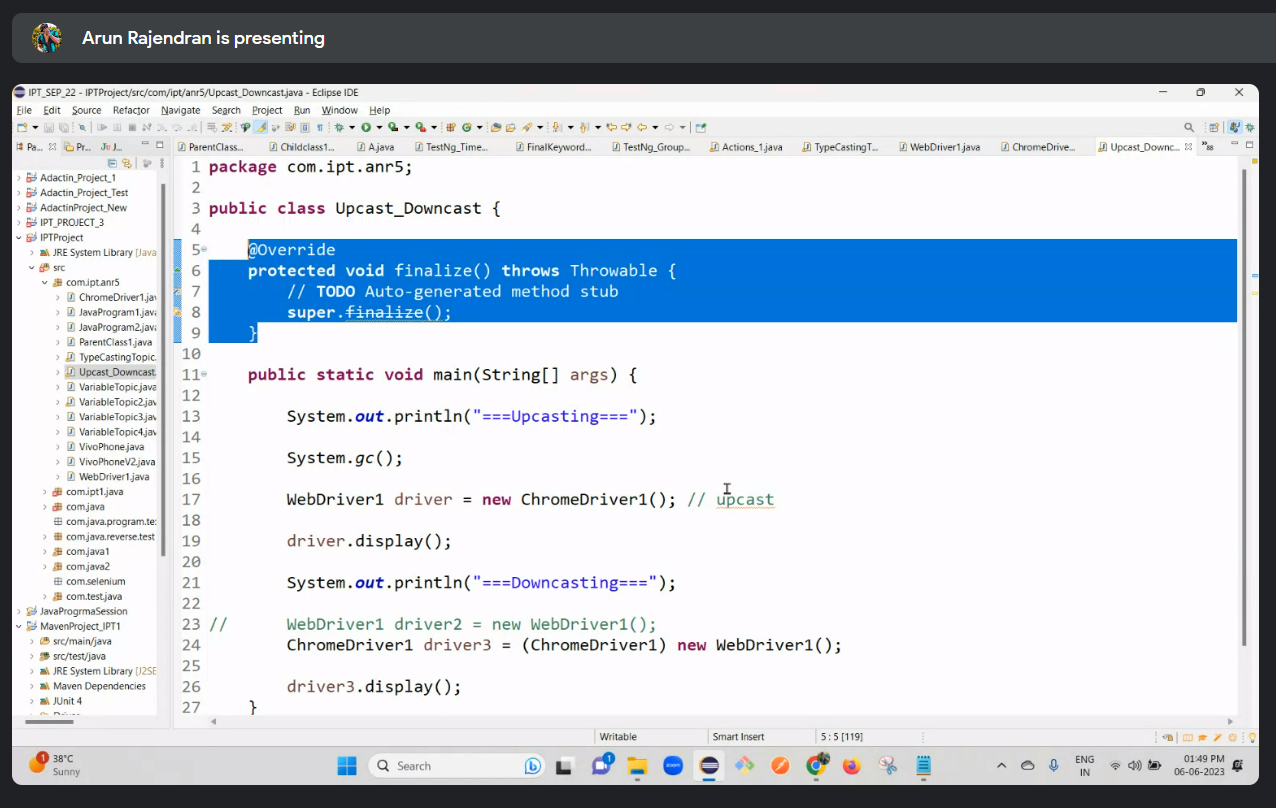 Arun Rajendran is presenting
IPT_SEP_22 - IPTProject/src/com/ipt/anr5/Upcast_Downcast.java - Eclipse IDE
File Edit Source Refactor Navigate Search Project Run Window Help
Pa... Pr... Ju J...
ParentClass... Childclass1... A.java TestNg_Time... FinalKeyword... TestNg_Group... Actions_1.java TypeCastingT... WebDriver1.java ChromeDrive... Upcast_Downc... »88
Adactin_Project_1
Adactin_Project_Test
AdactinProject_New
IPT_PROJECT_3
IPTProject
JRE System Library [Java
src
com.ipt.anr5
ChromeDriver1.jav
JavaProgram1.java
JavaProgram2.java
ParentClass1.java
TypeCastingTopic.
Upcast_Downcast.
VariableTopic.java
VariableTopic2.jav
VariableTopic3.jav
VariableTopic4.jav
VivoPhone.java
VivoPhoneV2.java
WebDriver1.java
com.ipt1.java
com.java
com.java.program.te:
com.java.reverse.test
com.java1
com.java2
com.selenium
com.test.java
JavaProgrmaSession
MavenProject_IPT1
src/main/java
src/test/java
JRE System Library [J2SE
Maven Dependencies
JUnit 4
1 package com.ipt.anr5;
2
3 public class Upcast_Downcast {
4
5 @Override
6 protected void finalize() throws Throwable {
7 // TODO Auto-generated method stub
8 super.finalize();
9 }
10
11 public static void main(String[] args) {
12
13 System.out.println("===Upcasting===");
14
15 System.gc();
16
17 WebDriver1 driver = new ChromeDriver1(); // upcast
18
19 driver.display();
20
21 System.out.println("===Downcasting===");
22
23 // WebDriver1 driver2 = new WebDriver1();
24 ChromeDriver1 driver3 = (ChromeDriver1) new WebDriver1();
25
26 driver3.display();
27 }
Writable Smart Insert 5 : 5 [119]
1 38°C
Sunny
Search
zoom
1
ENG
IN
01:49 PM
06-06-2023